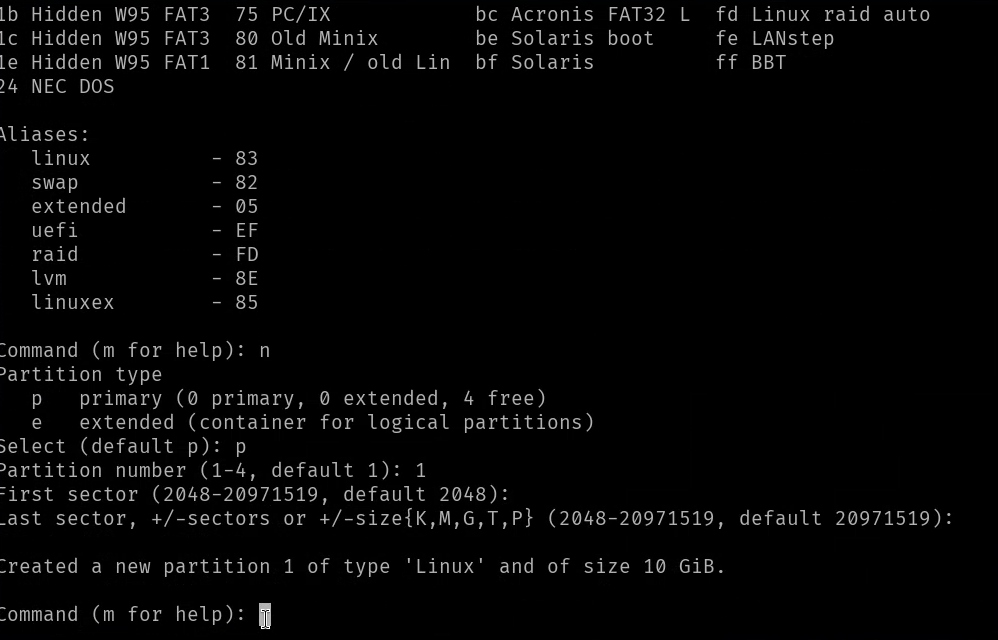 1b Hidden W95 FAT3  75 PC/IX            bc Acronis FAT32 L  fd Linux raid auto
1c Hidden W95 FAT3  80 Old Minix        be Solaris boot     fe LANstep
1e Hidden W95 FAT1  81 Minix / old Lin  bf Solaris          ff BBT
24 NEC DOS
Aliases:
   linux          - 83
   swap           - 82
   extended       - 05
   uefi           - EF
   raid           - FD
   lvm            - 8E
   linuxex        - 85
Command (m for help): n
Partition type
   p   primary (0 primary, 0 extended, 4 free)
   e   extended (container for logical partitions)
Select (default p): p
Partition number (1-4, default 1): 1
First sector (2048-20971519, default 2048):
Last sector, +/-sectors or +/-size{K,M,G,T,P} (2048-20971519, default 20971519):
Created a new partition 1 of type 'Linux' and of size 10 GiB.
Command (m for help):